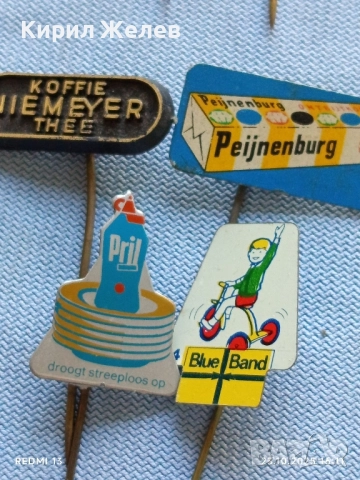 Кирил Желев
KOFFIE
NIEMEYER
THEE
Peijnenburg
Peijnenburg
Pril
droogt streeploos op
Blue Band
REDMI 13